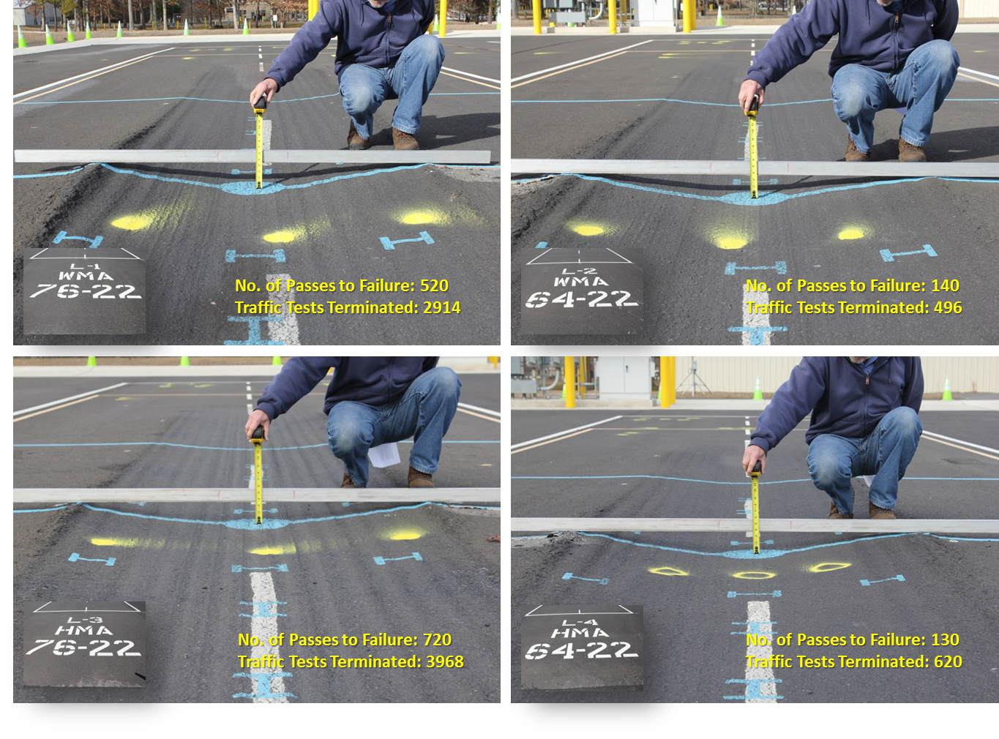 L-1
WMA
76-22
No. of Passes to Failure: 520
Traffic Tests Terminated: 2914
L-2
WMA
64-22
No. of Passes to Failure: 140
Traffic Tests Terminated: 496
L-3
HMA
76-22
No. of Passes to Failure: 720
Traffic Tests Terminated: 3968
L-4
HMA
64-22
No. of Passes to Failure: 130
Traffic Tests Terminated: 620